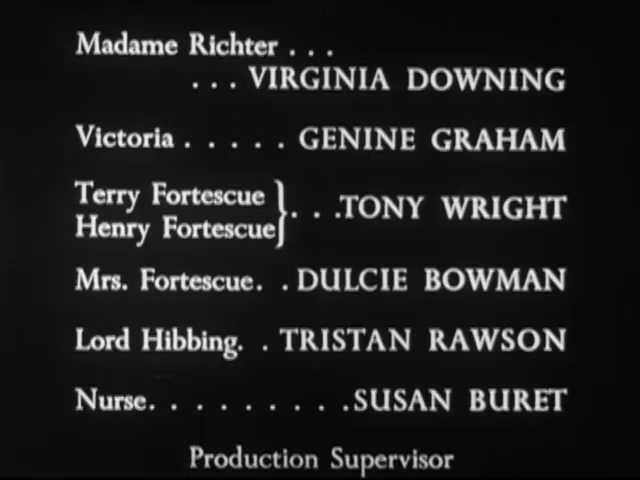 Madame Richter . . .
. . . VIRGINIA DOWNING
Victoria . . . . . GENINE GRAHAM
Terry Fortescue
Henry Fortescue } . . .TONY WRIGHT
Mrs. Fortescue. . DULCIE BOWMAN
Lord Hibbing. . TRISTAN RAWSON
Nurse. . . . . . . . . .SUSAN BURET
Production Supervisor